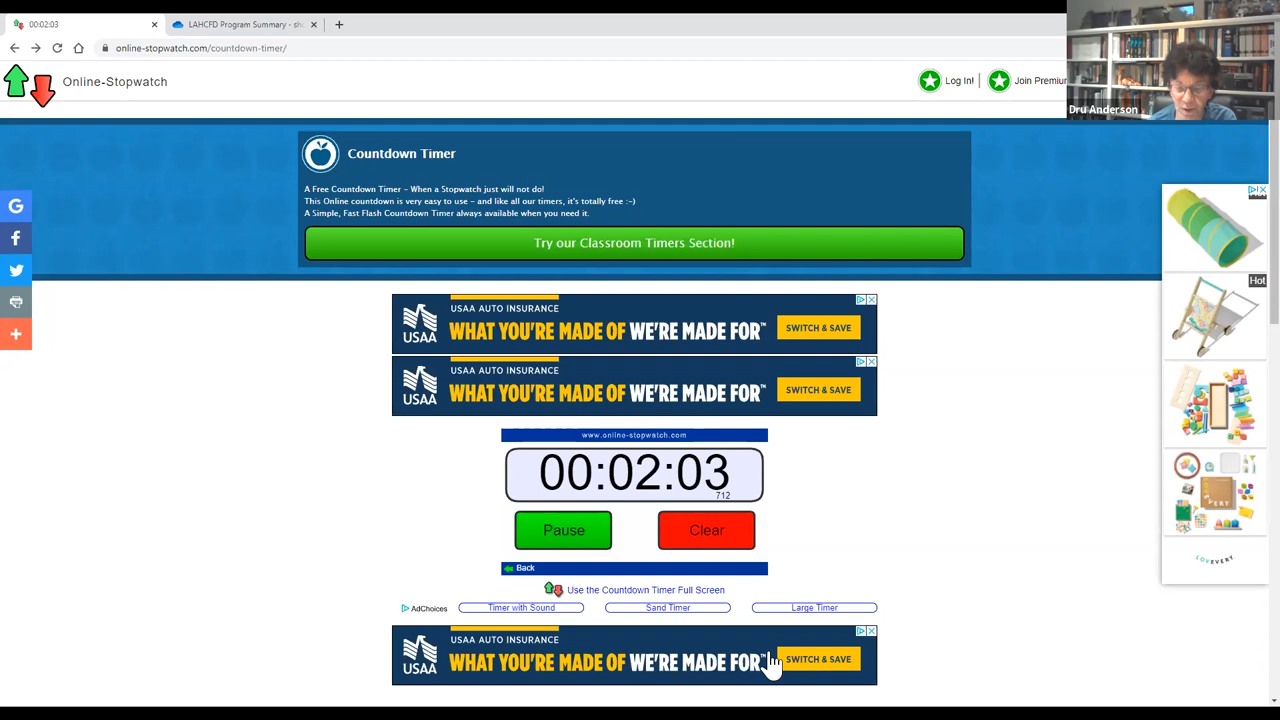 00:02:03
LAHCFD Program Summary - sh
online-stopwatch.com/countdown-timer/
Online-Stopwatch
Log In!
Join Premium
Dru Anderson
Countdown Timer
A Free Countdown Timer - When a Stopwatch just will not do!
This Online countdown is very easy to use - and like all our timers, it's totally free :-)
A Simple, Fast Flash Countdown Timer always available when you need it.
Try our Classroom Timers Section!
USAA AUTO INSURANCE
USAA
WHAT YOU'RE MADE OF WE'RE MADE FOR™
SWITCH & SAVE
USAA AUTO INSURANCE
USAA
WHAT YOU'RE MADE OF WE'RE MADE FOR™
SWITCH & SAVE
Hot
www.online-stopwatch.com
00:02:03
712
Pause
Clear
Back
Use the Countdown Timer Full Screen
AdChoices
Timer with Sound
Sand Timer
Large Timer
LOVEVERY
USAA AUTO INSURANCE
USAA
WHAT YOU'RE MADE OF WE'RE MADE FOR™
SWITCH & SAVE